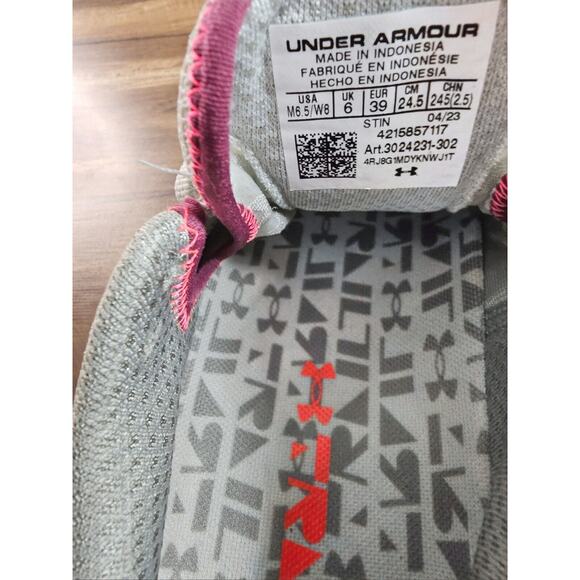 UNDER ARMOUR
MADE IN INDONESIA
FABRIQUÉ EN INDONÉSIE
HECHO EN INDONESIA
USA UK EUR CM CHN
M6.5/W8 6 39 24.5 245(2.5)
STIN 04/23
4215857117
Art.3024231-302
4RJ8G1MDYKNWJ1T